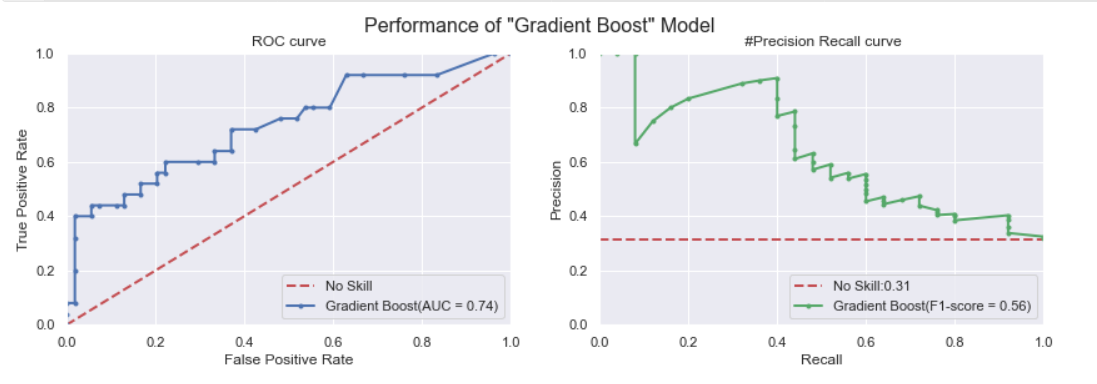 Performance of "Gradient Boost" Model
ROC curve
True Positive Rate
1.0
0.8
0.6
0.4
0.2
0.0
No Skill
Gradient Boost(AUC = 0.74)
0.0 0.2 0.4 0.6 0.8 1.0
False Positive Rate
#Precision Recall curve
Precision
1.0
0.8
0.6
0.4
0.2
0.0
No Skill:0.31
Gradient Boost(F1-score = 0.56)
0.0 0.2 0.4 0.6 0.8 1.0
Recall